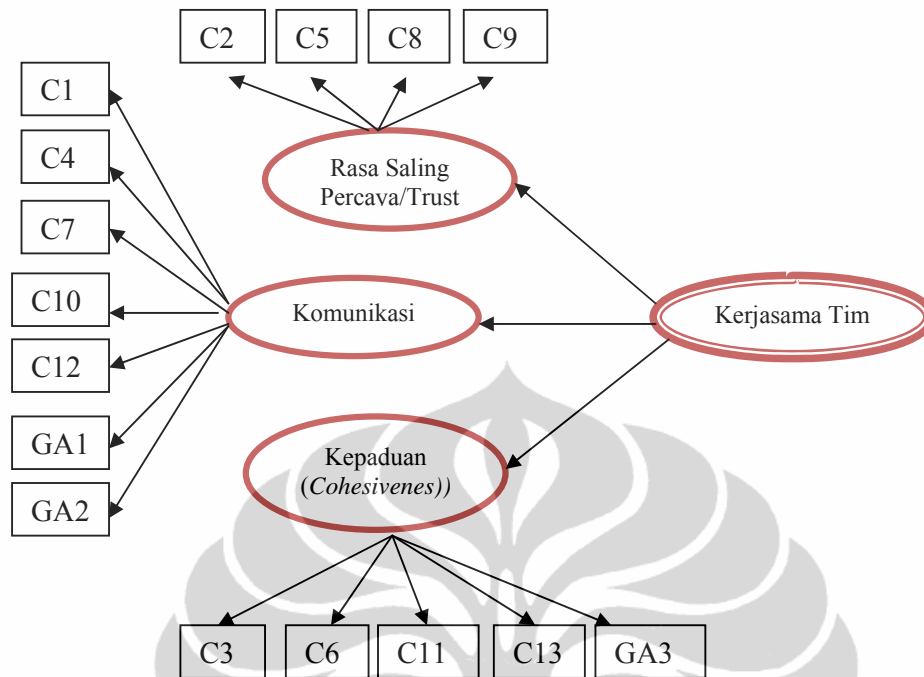 C2
C5
C8
C9
C1
C4
C7
C10
C12
GA1
GA2
Rasa Saling
Percava/Trust
Komunikasi
Kerjasama Tim
Kepaduan
(Cohesivenes))
C3
C6
C11
C13
GA3